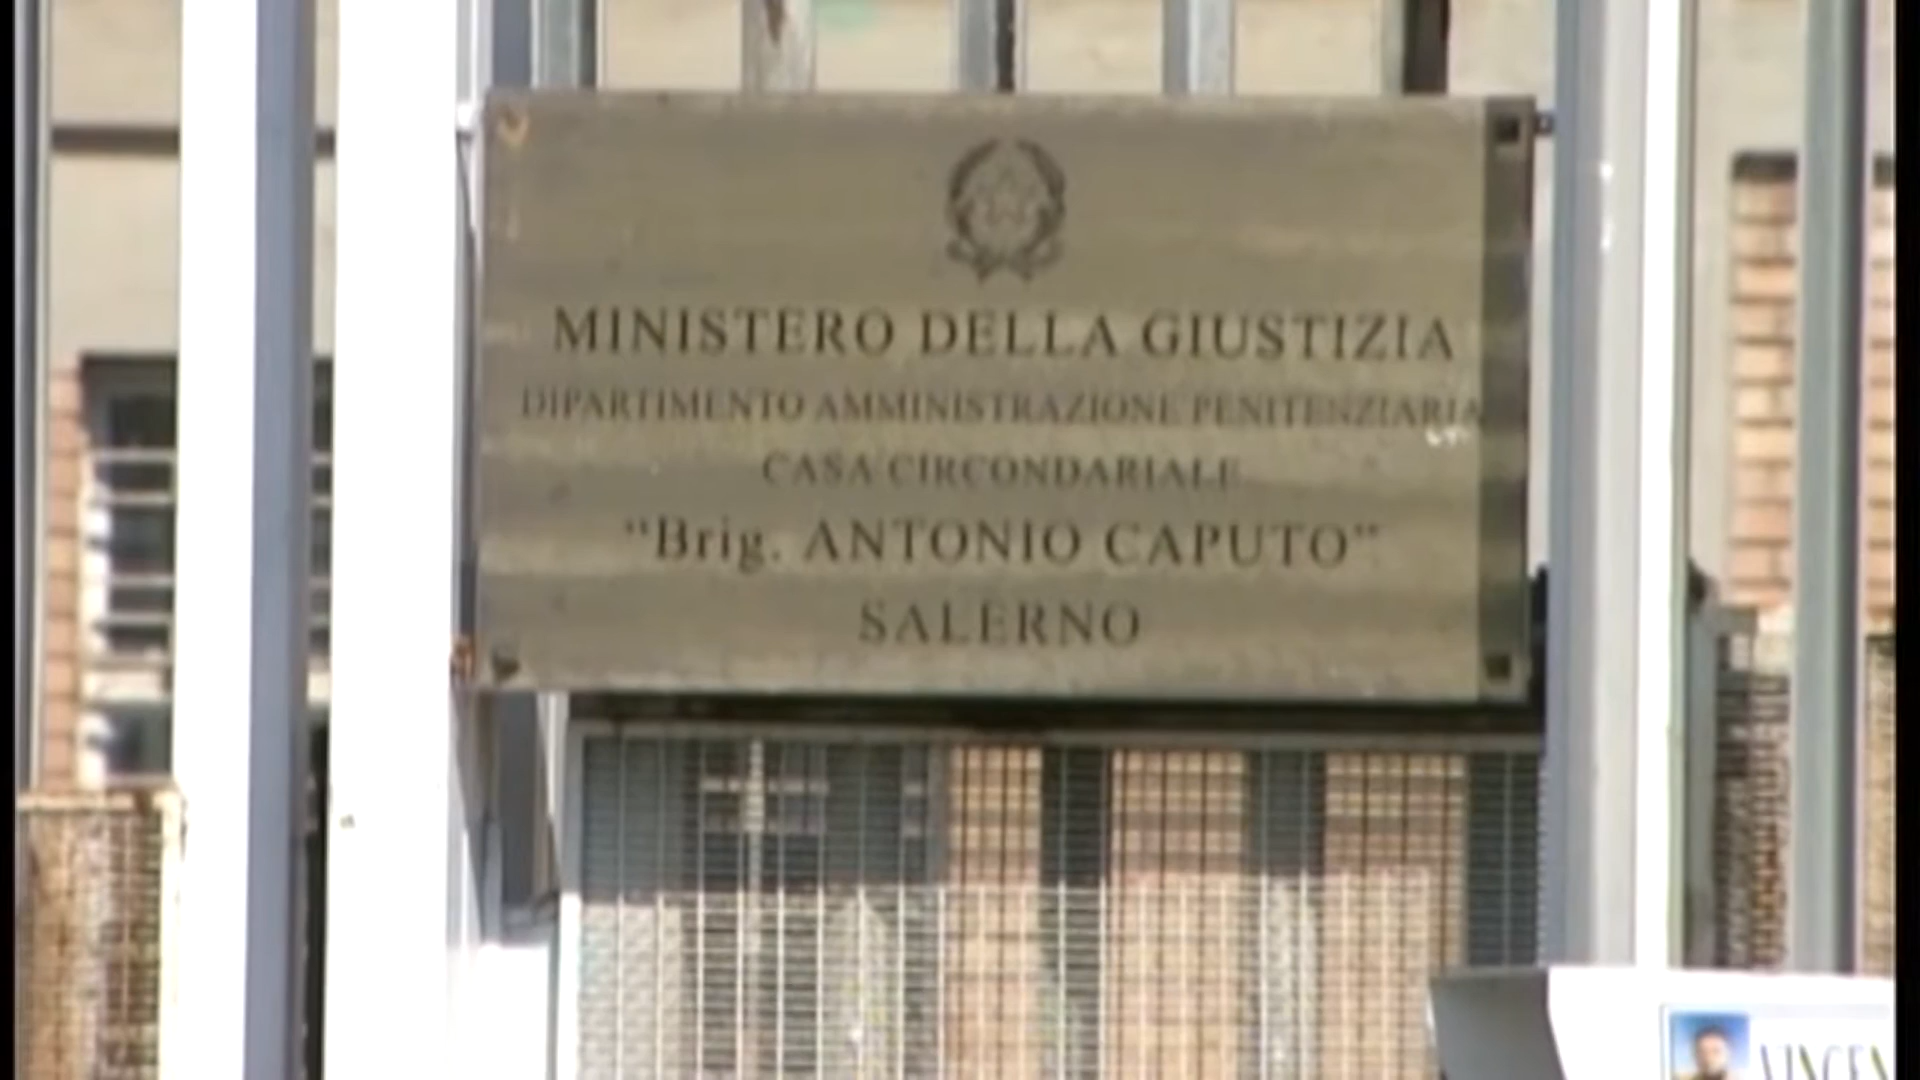 MINISTERO DELLA GIUSTIZIA
DIPARTIMENTO AMMINISTRAZIONE PENITENZIARIA
CASA CIRCONDARIALE
“Brig. ANTONIO CAPUTO”
SALERNO